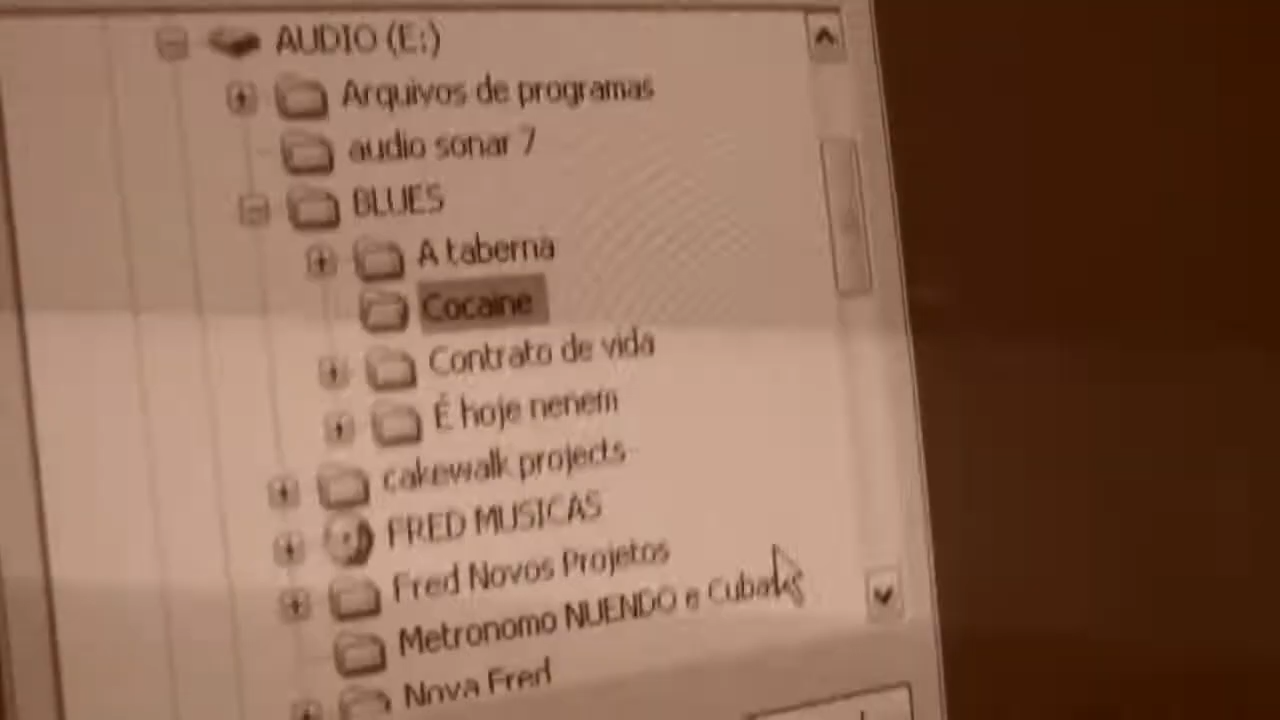 AUDIO (E:)
Arquivos de programas
audio sonar 7
BLUES
A taberna
Cocaine
Contrato de vida
É hoje nenem
cakewalk projects
FRED MUSICAS
Fred Novos Projetos
Metronomo NUENDO e Cubase
Nova Fred